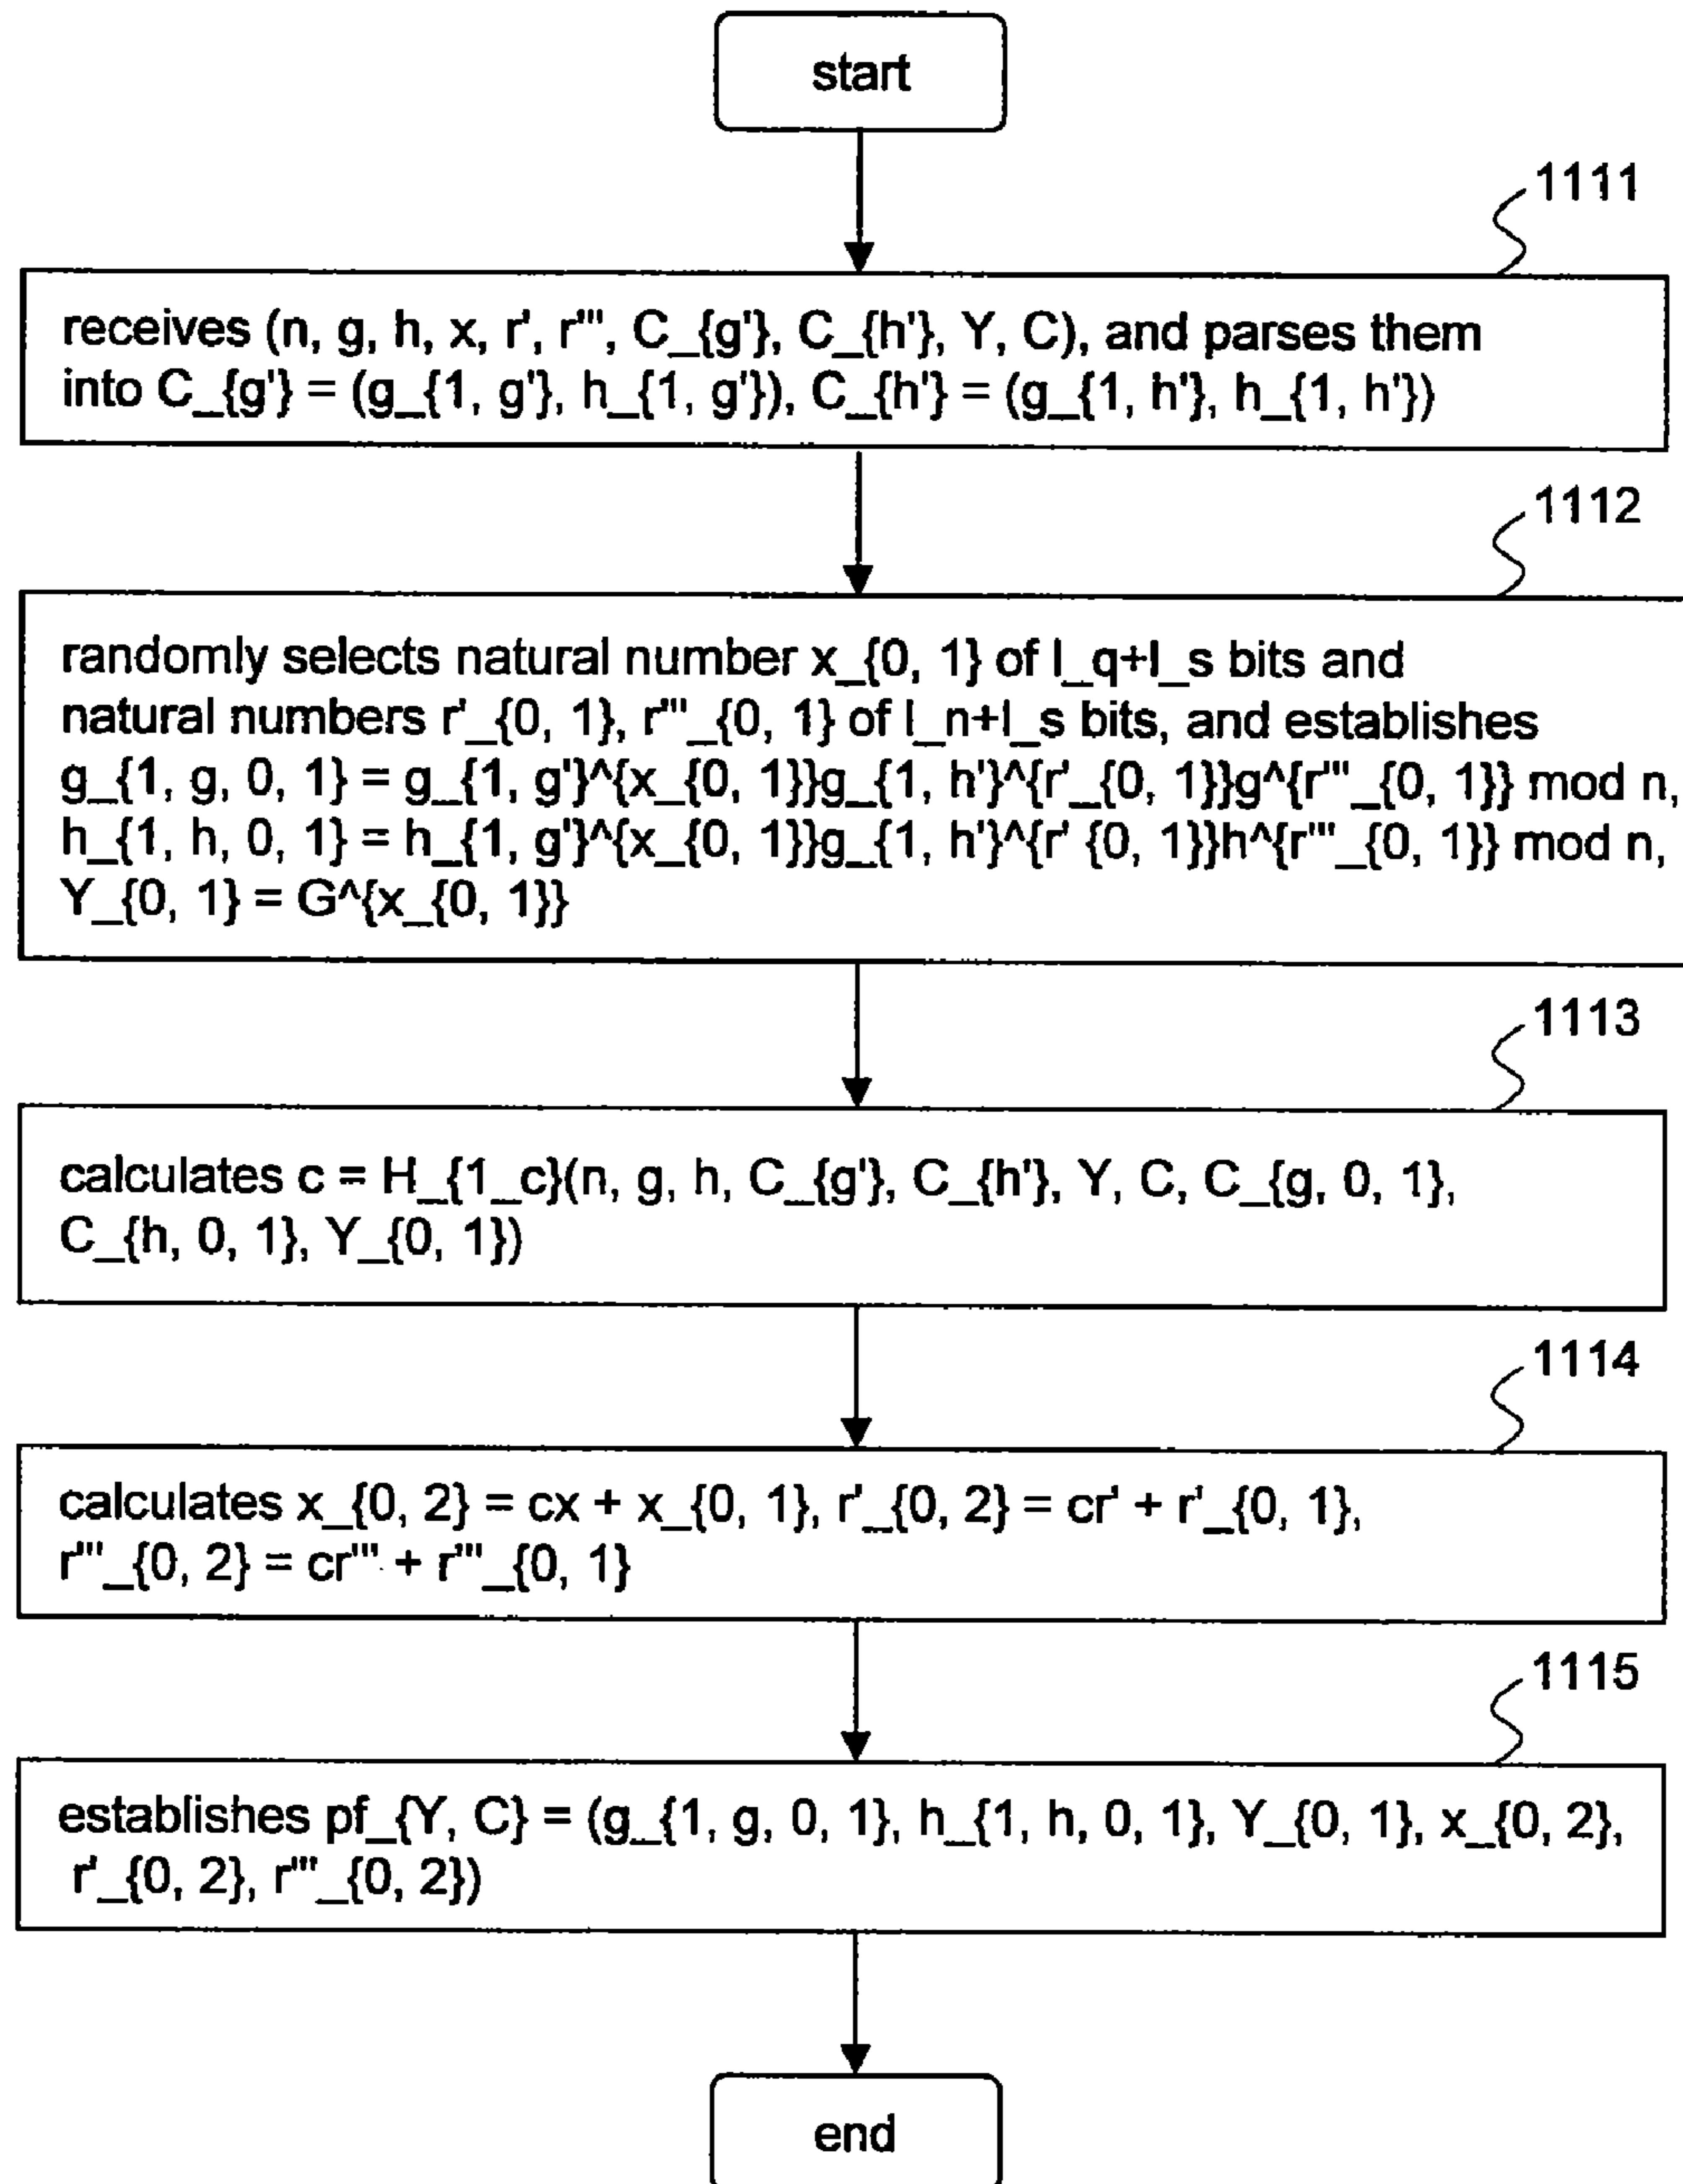 start
1111
receives (n, g, h, x, r', r''', C_{g'}, C_{h'}, Y, C), and parses them
into C_{g'} = (g_{1, g'}, h_{1, g'}), C_{h'} = (g_{1, h'}, h_{1, h'})
1112
randomly selects natural number x_{0, 1} of l_q+l_s bits and
natural numbers r'_{0, 1}, r'''_{0, 1} of l_n+l_s bits, and establishes
g_{1, g, 0, 1} = g_{1, g'}^{x_{0, 1}}g_{1, h'}^{r'_{0, 1}}g^{r'''_{0, 1}} mod n,
h_{1, h, 0, 1} = h_{1, g'}^{x_{0, 1}}g_{1, h'}^{r' {0, 1}}h^{r'''_{0, 1}} mod n,
Y_{0, 1} = G^{x_{0, 1}}
1113
calculates c = H_{1_c}(n, g, h, C_{g'}, C_{h'}, Y, C, C_{g, 0, 1},
C_{h, 0, 1}, Y_{0, 1})
1114
calculates x_{0, 2} = cx + x_{0, 1}, r'_{0, 2} = cr' + r'_{0, 1},
r'''_{0, 2} = cr''' + r'''_{0, 1}
1115
establishes pf_{Y, C} = (g_{1, g, 0, 1}, h_{1, h, 0, 1}, Y_{0, 1}, x_{0, 2},
r'_{0, 2}, r'''_{0, 2})
end